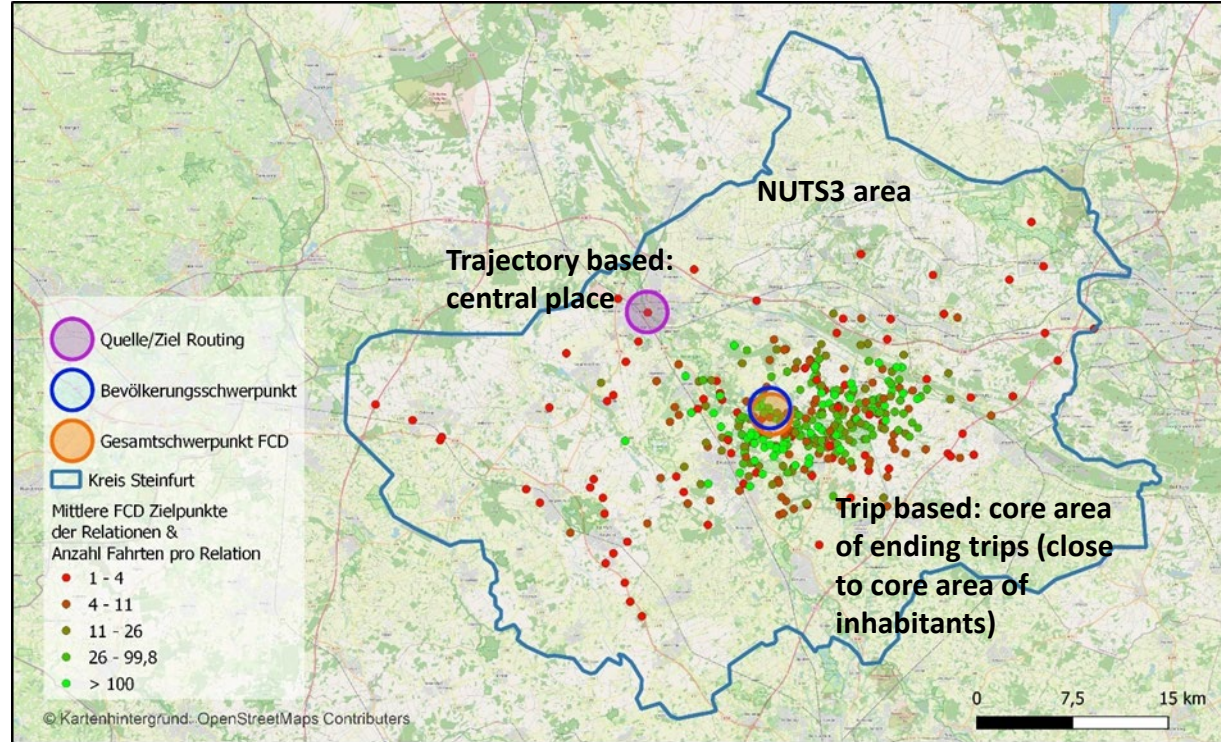 NUTS3 area
Trajectory based:
central place
Quelle/Ziel Routing
Bevölkerungsschwerpunkt
Gesamtschwerpunkt FCD
Kreis Steinfurt
Mittlere FCD Zielpunkte
der Relationen &
Anzahl Fahrten pro Relation
1 - 4
4 - 11
11 - 26
26 - 99,8
> 100
Trip based: core area
of ending trips (close
to core area of
inhabitants)
0 7,5 15 km
© Kartenhintergrund: OpenStreetMaps Contributers